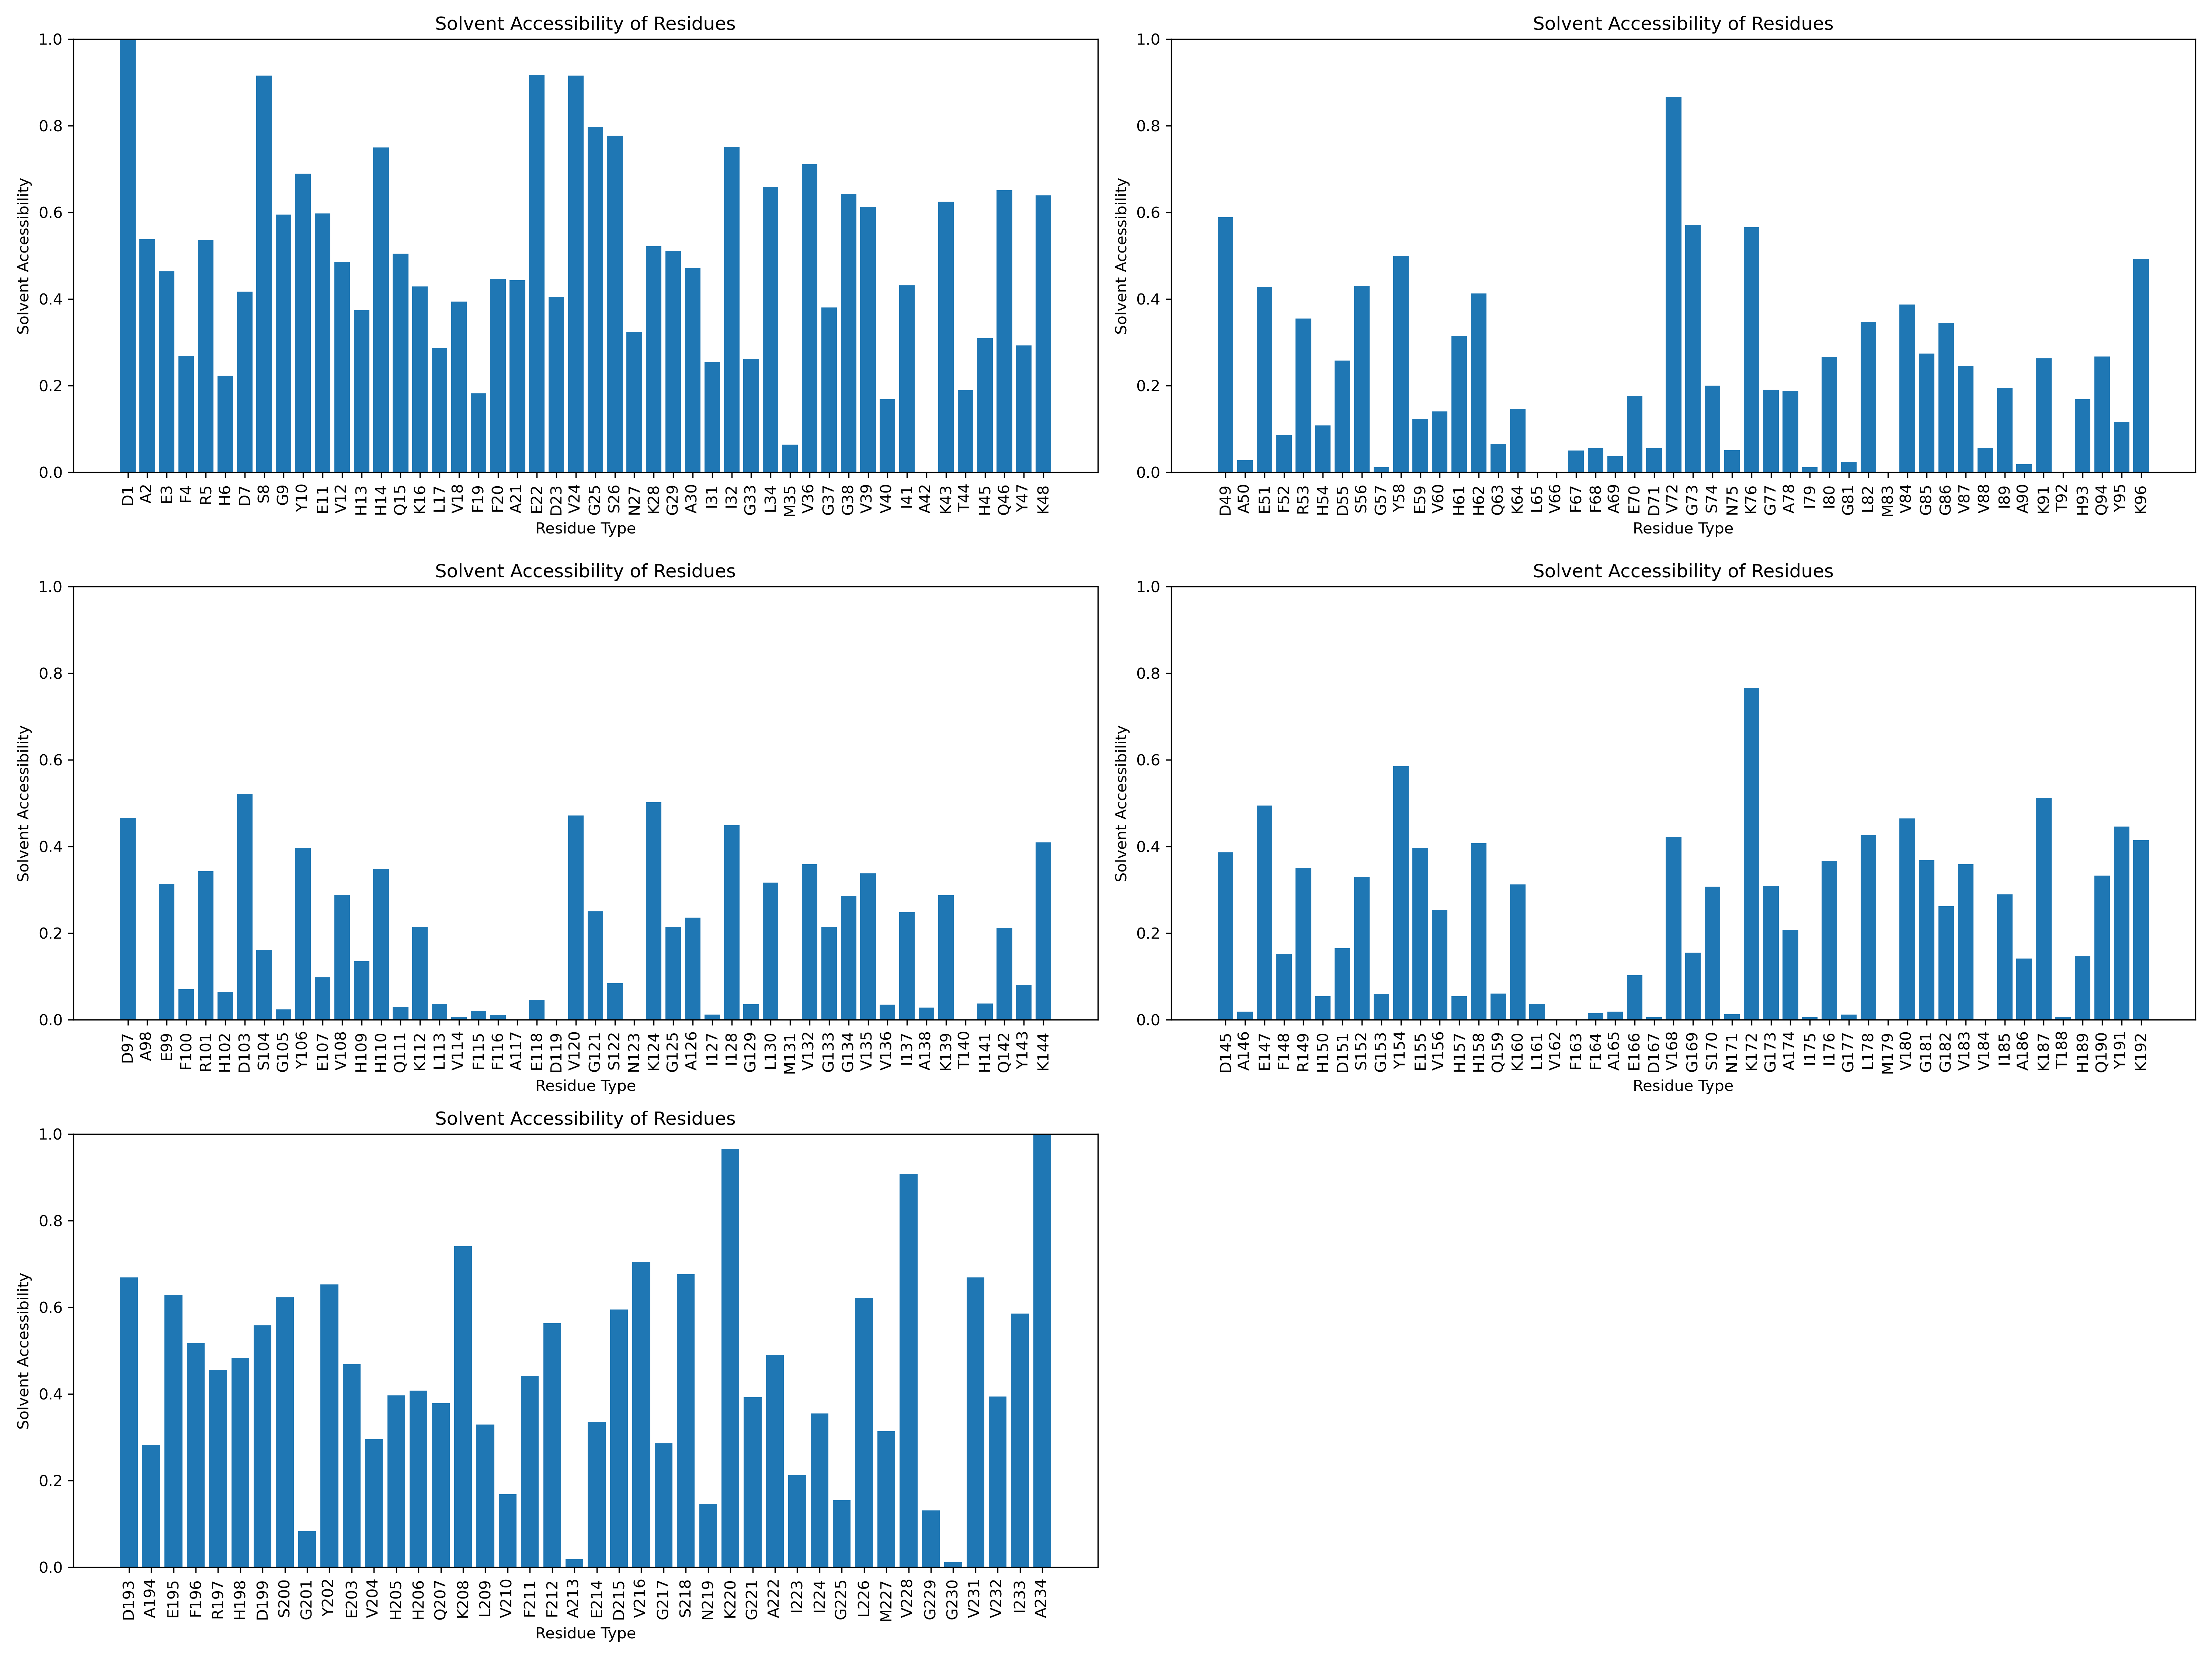 Solvent Accessibility of Residues
Solvent Accessibility
1.0
0.8
0.6
0.4
0.2
0.0
D1 A2 E3 F4 R5 H6 D7 S8 G9 Y10 E11 V12 H13 H14 Q15 K16 L17 V18 F19 F20 A21 E22 D23 V24 G25 S26 N27 K28 G29 A30 I31 I32 G33 L34 M35 V36 G37 G38 V39 V40 I41 A42 K43 T44 H45 Q46 Y47 K48
Residue Type
Solvent Accessibility of Residues
Solvent Accessibility
1.0
0.8
0.6
0.4
0.2
0.0
D49 A50 E51 F52 R53 H54 D55 S56 G57 Y58 E59 V60 H61 H62 Q63 K64 L65 V66 F67 F68 A69 E70 D71 V72 G73 S74 N75 K76 G77 A78 I79 I80 G81 L82 M83 V84 G85 G86 V87 V88 I89 A90 K91 T92 H93 Q94 Y95 K96
Residue Type
Solvent Accessibility of Residues
Solvent Accessibility
1.0
0.8
0.6
0.4
0.2
0.0
D97 A98 E99 F100 R101 H102 D103 S104 G105 Y106 E107 V108 H109 H110 Q111 K112 L113 V114 F115 F116 A117 E118 D119 V120 G121 S122 N123 K124 G125 A126 I127 I128 G129 L130 M131 V132 G133 G134 V135 V136 I137 A138 K139 T140 H141 Q142 Y143 K144
Residue Type
Solvent Accessibility of Residues
Solvent Accessibility
1.0
0.8
0.6
0.4
0.2
0.0
D145 A146 E147 F148 R149 H150 D151 S152 G153 Y154 E155 V156 H157 H158 Q159 K160 L161 V162 F163 F164 A165 E166 D167 V168 G169 S170 N171 K172 G173 A174 I175 I176 G177 L178 M179 V180 G181 G182 V183 V184 I185 A186 K187 T188 H189 Q190 Y191 K192
Residue Type
Solvent Accessibility of Residues
Solvent Accessibility
1.0
0.8
0.6
0.4
0.2
0.0
D193 A194 E195 F196 R197 H198 D199 S200 G201 Y202 E203 V204 H205 H206 Q207 K208 L209 V210 F211 F212 A213 E214 D215 V216 G217 S218 N219 K220 G221 A222 I223 I224 G225 L226 M227 V228 G229 G230 V231 V232 I233 A234
Residue Type